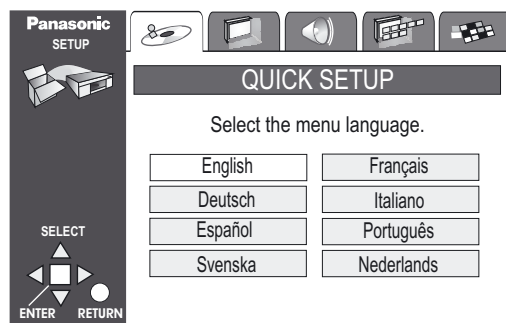 Panasonic
SETUP
QUICK SETUP
Select the menu language.
English
Français
Deutsch
Italiano
Español
Português
Svenska
Nederlands
SELECT
ENTER
RETURN